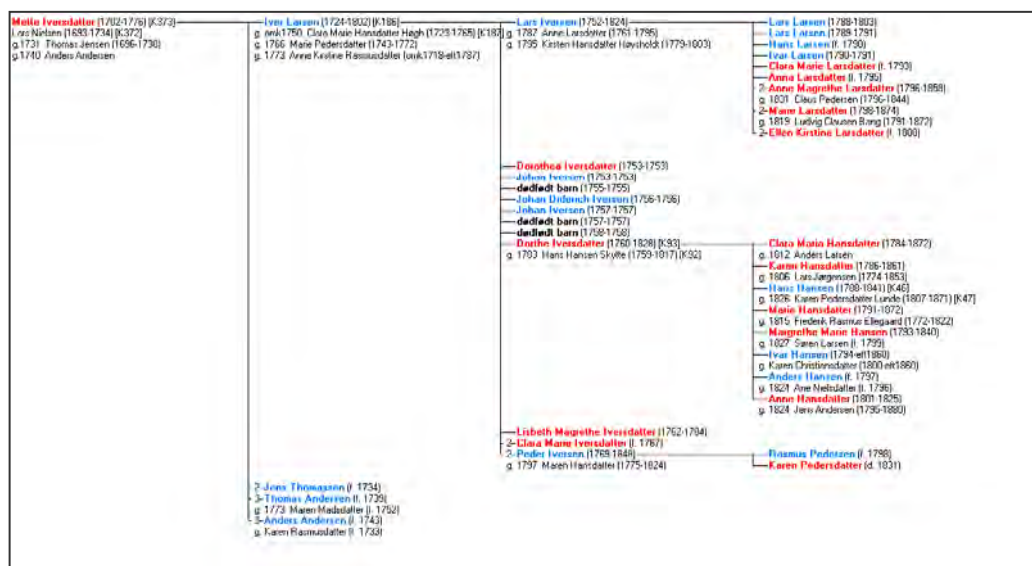 Mette Iversdatter (1702-1776) [K373]
Lars Nielsen (1693-1734) [K372]
g.1731 Thomas Jensen (1696-1738)
g.1740 Anders Andersen
Iver Larsen (1724-1802) [K186]
g. omk1750 Clara Marie Hansdatter Høgh (1723-1765) [K187]
g. 1766 Marie Pedersdatter (1743-1772)
g. 1773 Anne Kirstine Rasmusdatter (omk1718-eft1787)
2- Jens Thomassen (f. 1734)
3- Thomas Andersen (f. 1739)
g. 1773 Maren Madsdatter (f. 1752)
3- Anders Andersen (f. 1743)
g. Karen Rasmusdatter (f. 1733)
Lars Iversen (1752-1824)
g. 1787 Anne Larsdatter (1761-1795)
g. 1795 Kirsten Hansdatter Høysholdt (1779-1803)
Dorothea Iversdatter (1753-1753)
Johan Iversen (1753-1753)
dødfødt barn (1755-1755)
Johan Diderich Iversen (1756-1756)
Johan Iversen (1757-1757)
dødfødt barn (1757-1757)
dødfødt barn (1758-1758)
Dorthe Iversdatter (1760-1828) [K93]
g. 1783 Hans Hansen Skytte (1759-1817) [K92]
Lisbeth Magrethe Iversdatter (1762-1784)
2- Clara Marie Iversdatter (f. 1767)
2- Peder Iversen (1769-1848)
g. 1797 Maren Hansdatter (1775-1824)
Lars Larsen (1788-1803)
Lars Larsen (1789-1791)
Hans Larsen (f. 1790)
Ivar Larsen (1790-1791)
Clara Marie Larsdatter (f. 1793)
Anna Larsdatter (f. 1795)
2- Anne Magrethe Larsdatter (1796-1858)
g. 1831 Claus Pedersen (1796-1844)
2- Marie Larsdatter (1798-1874)
g. 1819 Ludvig Clausen Bang (1791-1872)
2- Ellen Kirstine Larsdatter (f. 1800)
Clara Maria Hansdatter (1784-1872)
g. 1812 Anders Larsen
Karen Hansdatter (1786-1861)
g. 1806 Lars Jørgensen (1774-1853)
Hans Hansen (1788-1841) [K46]
g. 1826 Karen Pedersdatter Lunde (1807-1871) [K47]
Marie Hansdatter (1791-1872)
g. 1815 Frederik Rasmus Ellegaard (1772-1822)
Margrethe Marie Hansen (1793-1840)
g. 1827 Søren Larsen (f. 1799)
Ivar Hansen (1794-eft1860)
g. Karen Christiansdatter (1800-eft1860)
Anders Hansen (f. 1797)
g. 1824 Ane Nielsdatter (f. 1796)
Anne Hansdatter (1801-1825)
g. 1824 Jens Andersen (1795-1880)
Rasmus Pedersen (f. 1798)
Karen Pedersdatter (d. 1831)